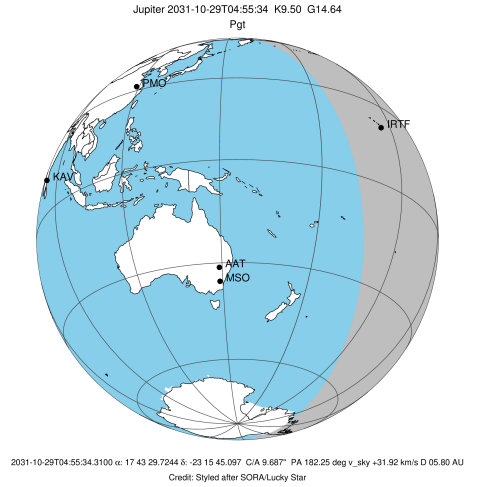 Jupiter 2031-10-29T04:55:34 K9.50 G14.64
Pgt
PMO
IRTF
KAV
AAT
MSO
2031-10-29T04:55:34.3100 α: 17 43 29.7244 δ: -23 15 45.097 C/A 9.687" PA 182.25 deg v_sky +31.92 km/s D 05.80 AU
Credit: Styled after SORA/Lucky Star